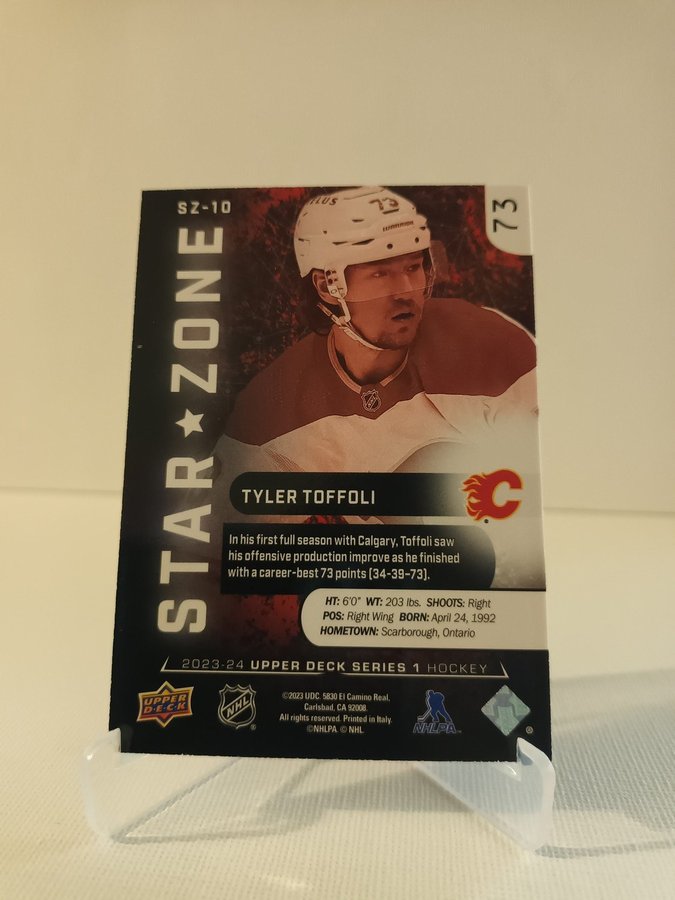 SZ-10
73
STAR ★ ZONE
73
WARRIOR
TYLER TOFFOLI
In his first full season with Calgary, Toffoli saw
his offensive production improve as he finished
with a career-best 73 points (34-39–73).
HT: 6'0" WT: 203 lbs. SHOOTS: Right
POS: Right Wing BORN: April 24, 1992
HOMETOWN: Scarborough, Ontario
2023-24 UPPER DECK SERIES 1 HOCKEY
UPPER
D·E·C·K
NHL
©2023 UDC. 5830 El Camino Real,
Carlsbad, CA 92008.
All rights reserved. Printed in Italy.
©NHLPA © NHL
NHLPA
®